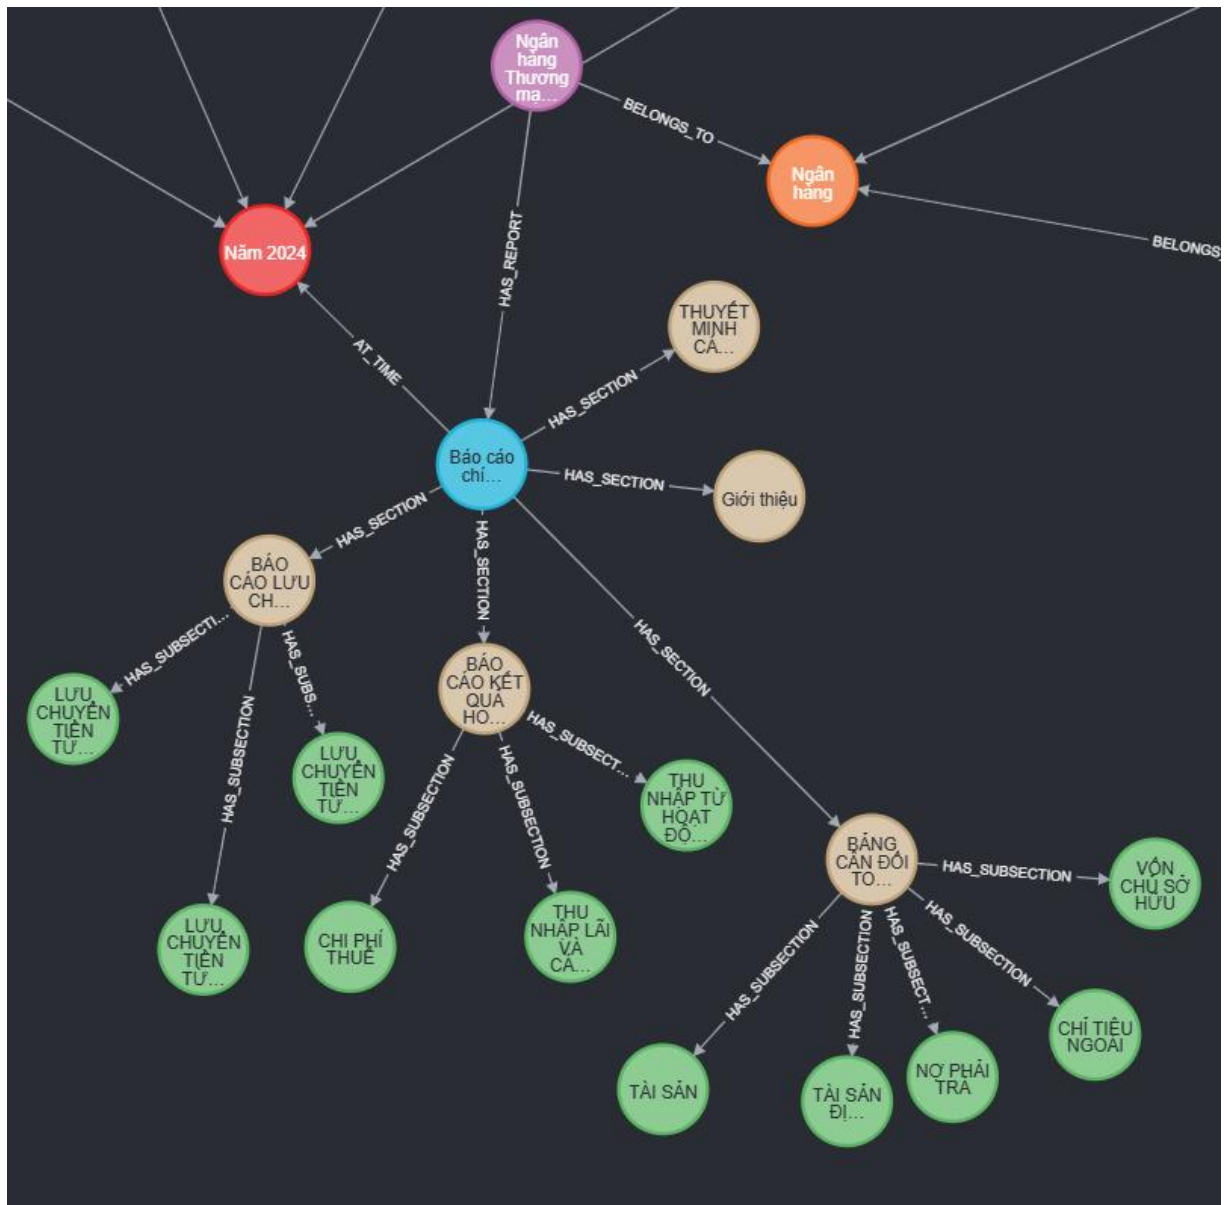 Ngân
hàng
Thương
mạ...
BELONGS_TO
Ngân
hàng
HAS_REPORT
Năm 2024
BELONGS_
AT_TIME
THUYẾT
MINH
CÁ...
HAS_SECTION
Báo cáo
chí...
HAS_SECTION
Giới thiệu
HAS_SECTION
HAS_SECTION
HAS_SECTION
BÁO
CÁO LƯU
CH...
HAS_SUBSECTI...
HAS_SUBS...
HAS_SUBSECTION
LƯU
CHUYỂN
TIỀN
TỪ...
LƯU
CHUYỂN
TIỀN
TỪ...
LƯU
CHUYỂN
TIỀN
TỪ...
BÁO
CÁO KẾT
QUẢ
HO...
HAS_SUBSECT...
HAS_SUBSECTION
HAS_SUBSECTION
THU
NHẬP TỪ
HOẠT
ĐỘ...
CHI PHÍ
THUẾ
THU
NHẬP LÃI
VÀ
CÁ...
BẢNG
CÂN ĐỐI
TO...
HAS_SUBSECTION
VỐN
CHỦ SỞ
HỮU
HAS_SUBSECTION
HAS_SUBSECT...
HAS_SUBSECTION
HAS_SUBSECTION
CHỈ TIÊU
NGOẠI
NỢ PHẢI
TRẢ
TÀI SẢN
TÀI SẢN
ĐỊ...